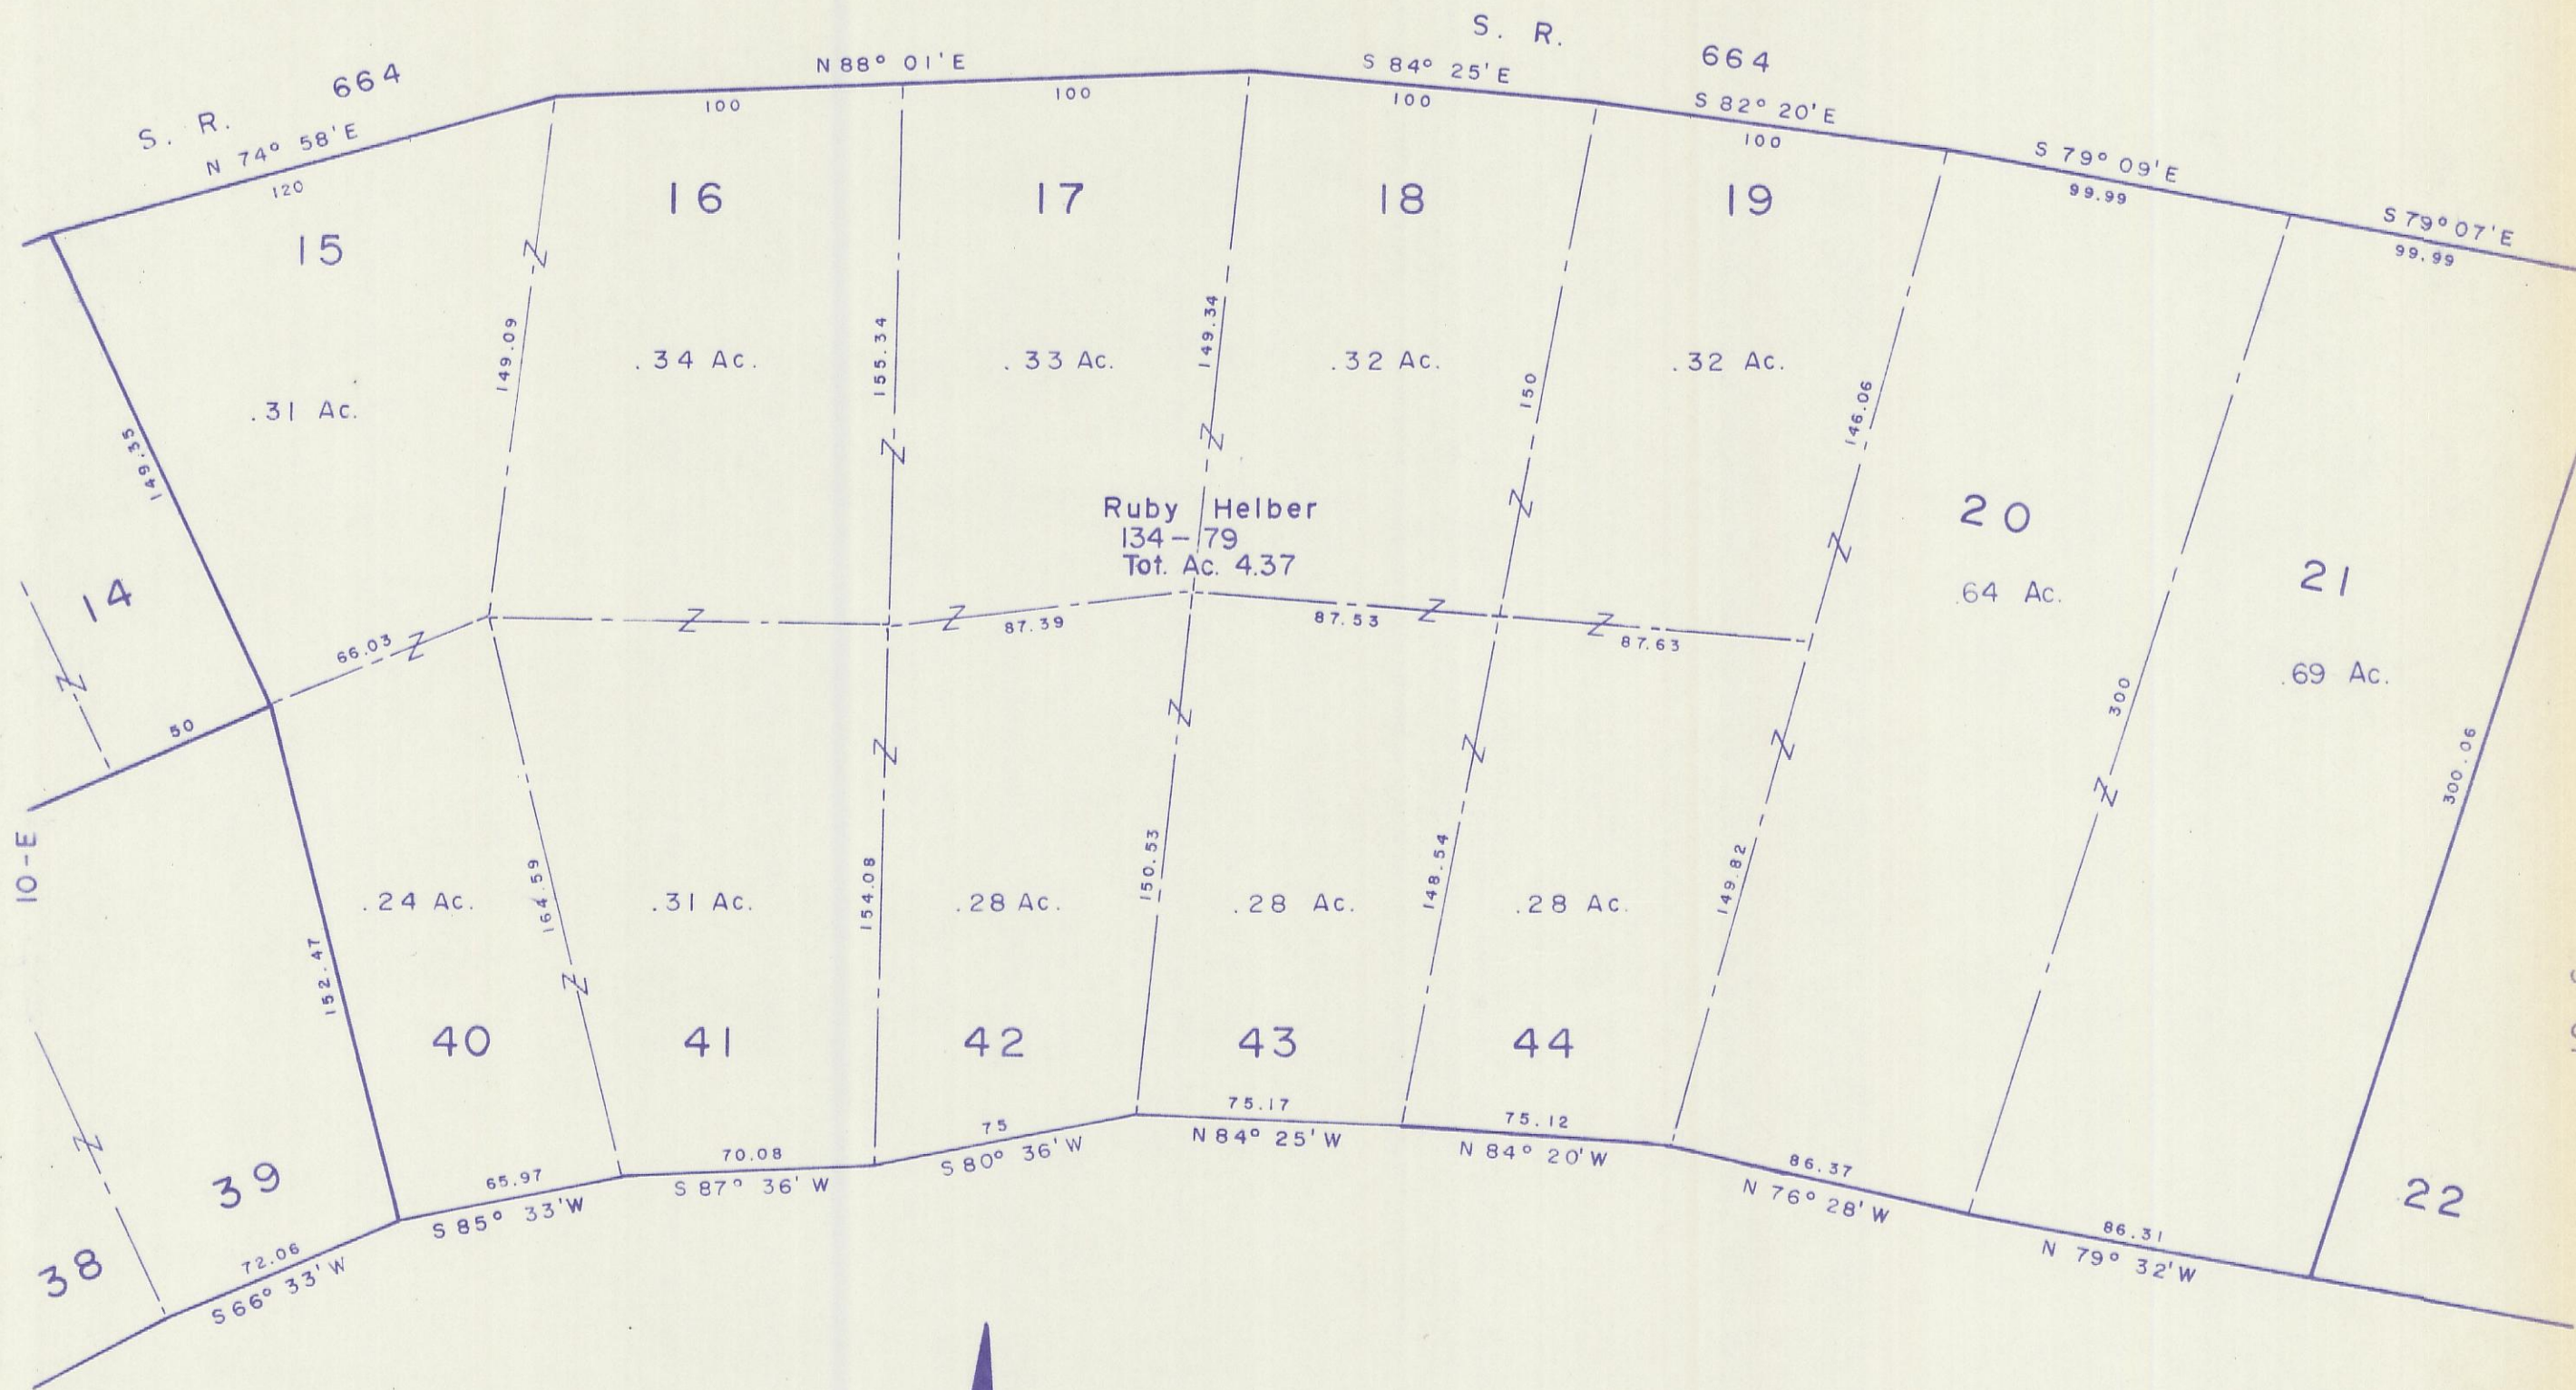 S. R. 664
N 74° 58'E
120
N 88° 01'E
100
100
S. R. 664
S 84° 25'E
100
S 82° 20'E
100
S 79° 09'E
99.99
S 79° 07'E
99.99
15
16
17
18
19
149.09
155.34
149.34
150
146.06
.31 Ac.
.34 Ac.
.33 Ac.
.32 Ac.
.32 Ac.
149.35
Ruby Helber
134-79
Tot. Ac. 4.37
20
.64 Ac.
21
.69 Ac.
14
50
66.03
87.39
87.53
87.63
300
300.06
10-E
152.47
164.59
154.08
150.53
148.54
149.82
.24 Ac.
.31 Ac.
.28 Ac.
.28 Ac.
.28 Ac.
40
41
42
43
44
39
38
22
72.06
S 66° 33'W
65.97
S 85° 33'W
70.08
S 87° 36' W
75
S 80° 36' W
75.17
N 84° 25' W
75.12
N 84° 20' W
86.37
N 76° 28' W
86.31
N 79° 32' W